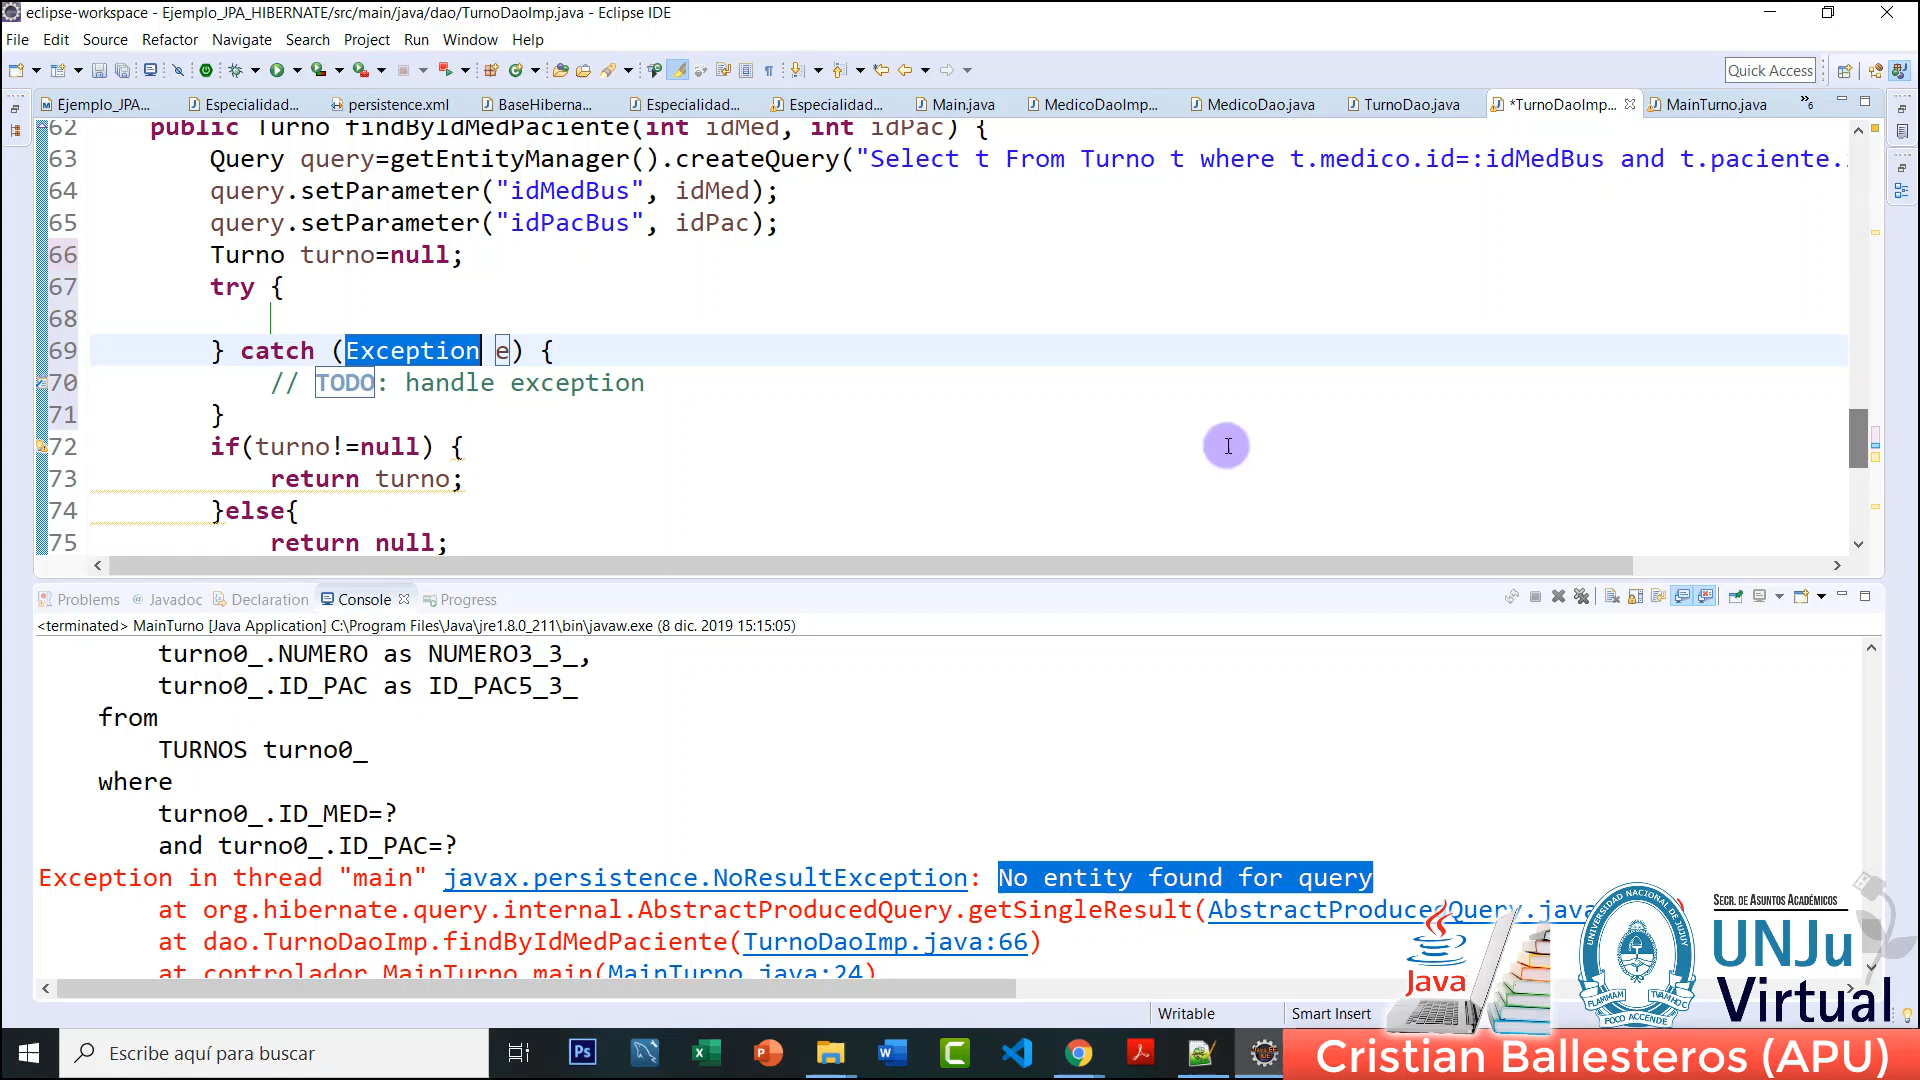 eclipse-workspace - Ejemplo_JPA_HIBERNATE/src/main/java/dao/TurnoDaoImp.java - Eclipse IDE
File Edit Source Refactor Navigate Search Project Run Window Help
Quick Access
Ejemplo_JPA... Especialidad... persistence.xml BaseHiberna... Especialidad... Especialidad... Main.java MedicoDaoImp... MedicoDao.java TurnoDao.java *TurnoDaoImp... MainTurno.java »6
62 public Turno findByIdMedPaciente(int idMed, int idPac) {
63 Query query=getEntityManager().createQuery("Select t From Turno t where t.medico.id=:idMedBus and t.paciente.
64 query.setParameter("idMedBus", idMed);
65 query.setParameter("idPacBus", idPac);
66 Turno turno=null;
67 try {
68
69 } catch (Exception e) {
70 // TODO: handle exception
71 }
72 if(turno!=null) {
73 return turno;
74 }else{
75 return null;
Problems @ Javadoc Declaration Console Progress
<terminated> MainTurno [Java Application] C:\Program Files\Java\jre1.8.0_211\bin\javaw.exe (8 dic. 2019 15:15:05)
turno0_.NUMERO as NUMERO3_3_,
turno0_.ID_PAC as ID_PAC5_3_
from
TURNOS turno0_
where
turno0_.ID_MED=?
and turno0_.ID_PAC=?
Exception in thread "main" javax.persistence.NoResultException: No entity found for query
at org.hibernate.query.internal.AbstractProducedQuery.getSingleResult(AbstractProducedQuery.java
at dao.TurnoDaoImp.findByIdMedPaciente(TurnoDaoImp.java:66)
at controlador.MainTurno.main(MainTurno.java:24)
Writable Smart Insert
Java
UNIVERSIDAD NACIONAL DE JUJUY
Secr. de Asuntos Académicos
UNJu
Virtual
Escribe aquí para buscar
Cristian Ballesteros (APU)